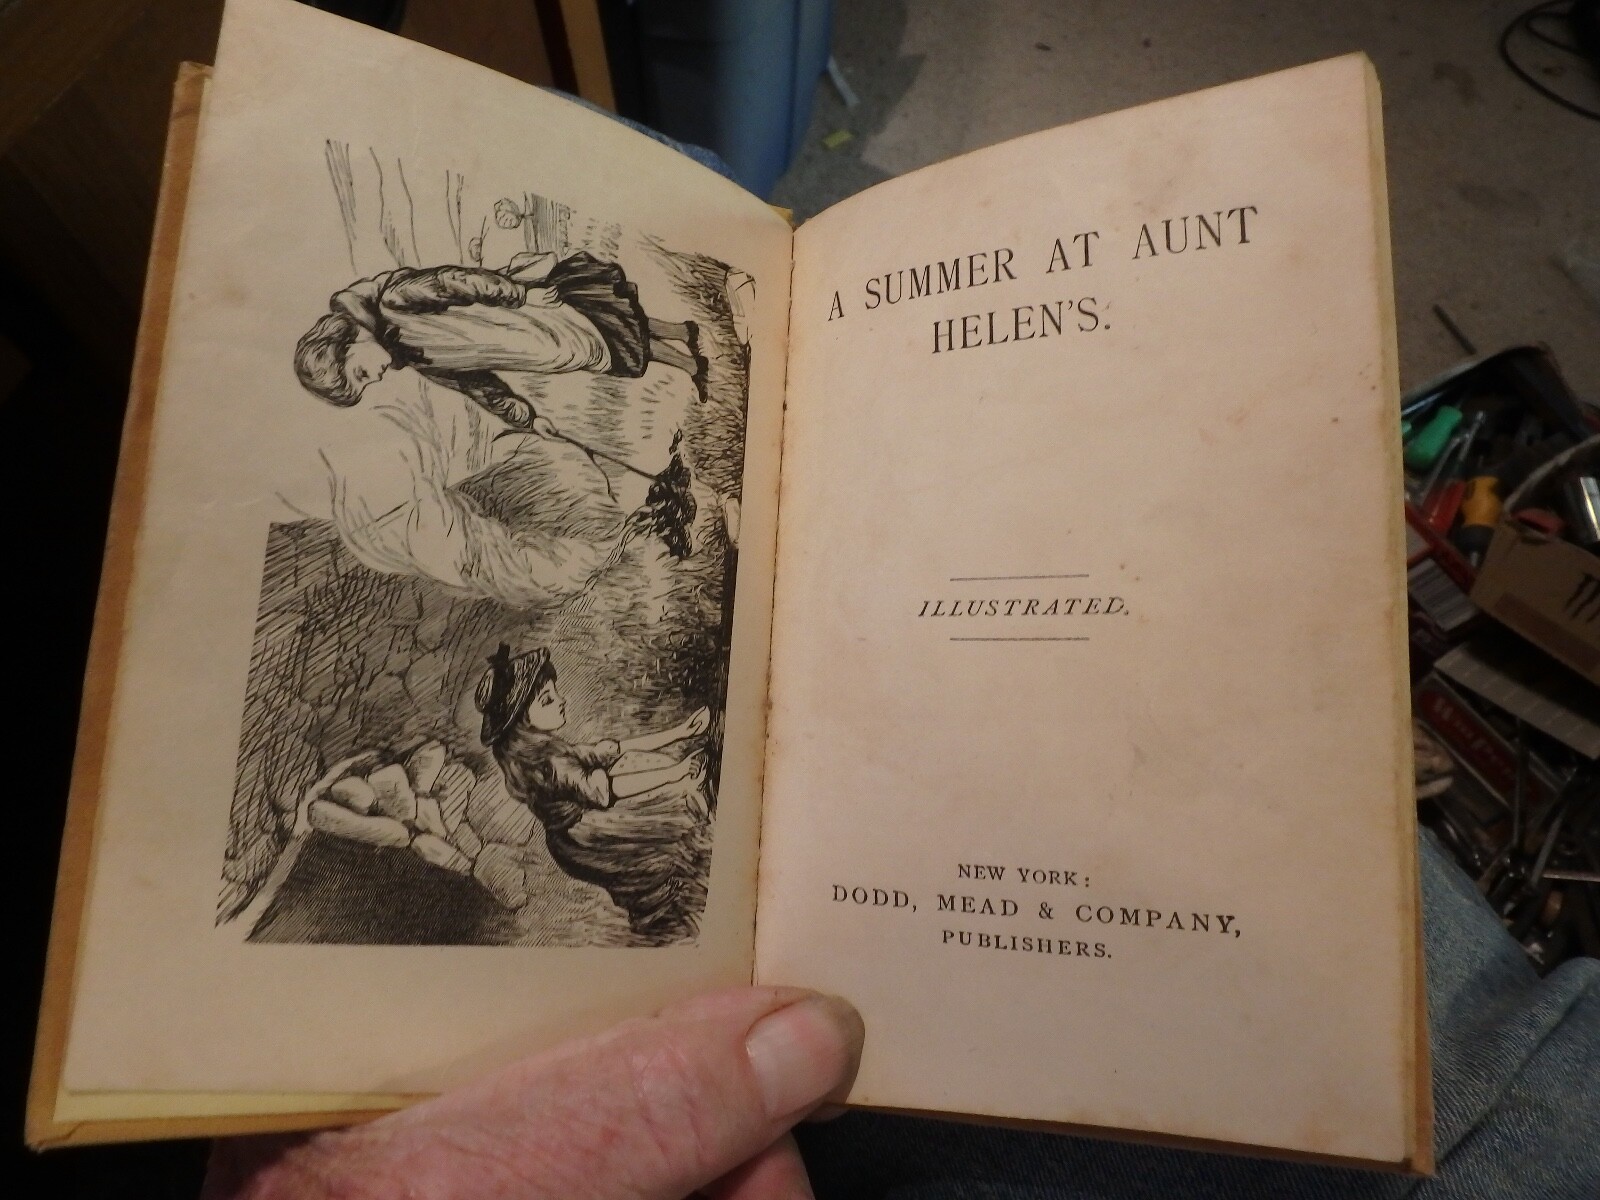 A SUMMER AT AUNT
HELEN'S.
ILLUSTRATED.
NEW YORK:
DODD, MEAD & COMPANY,
PUBLISHERS.